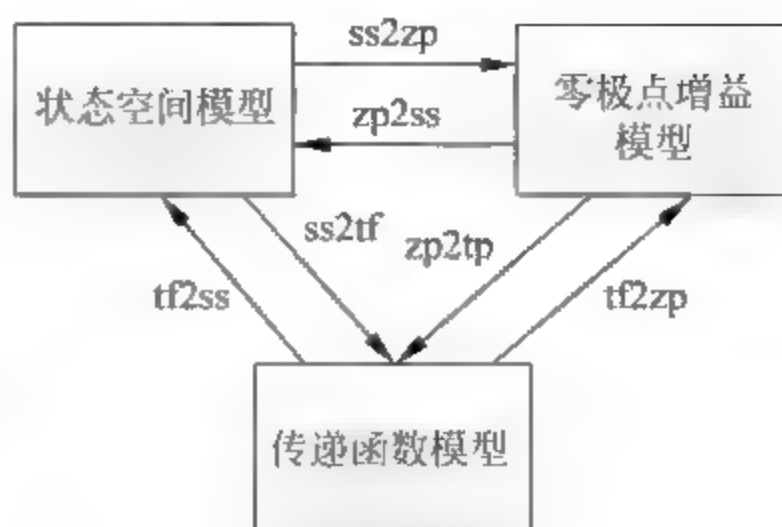 ss2zp
状态空间模型
零极点增益
模型
zp2ss
ss2tf
zp2tp
tf2ss
tf2zp
传递函数模型